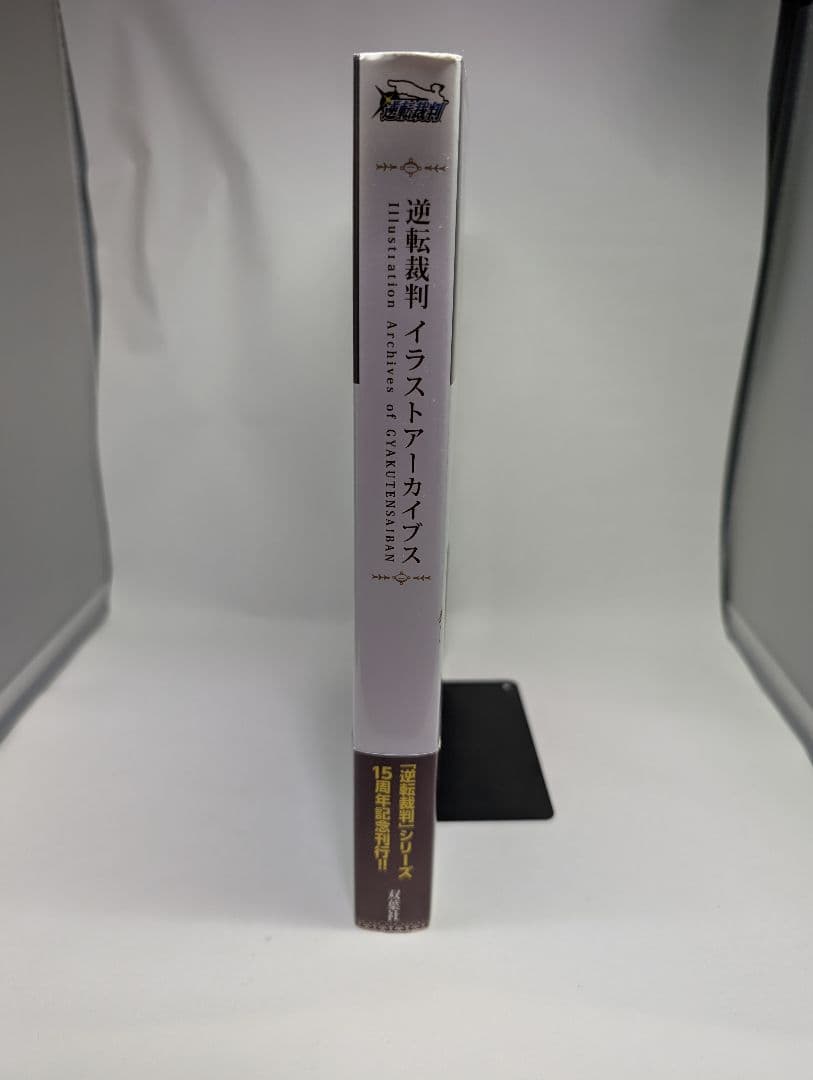 逆転裁判
逆転裁判 イラストアーカイブス
Illustration Archives of GYAKUTENSAIBAN
『逆転裁判』シリーズ
15周年記念刊行!!
双葉社